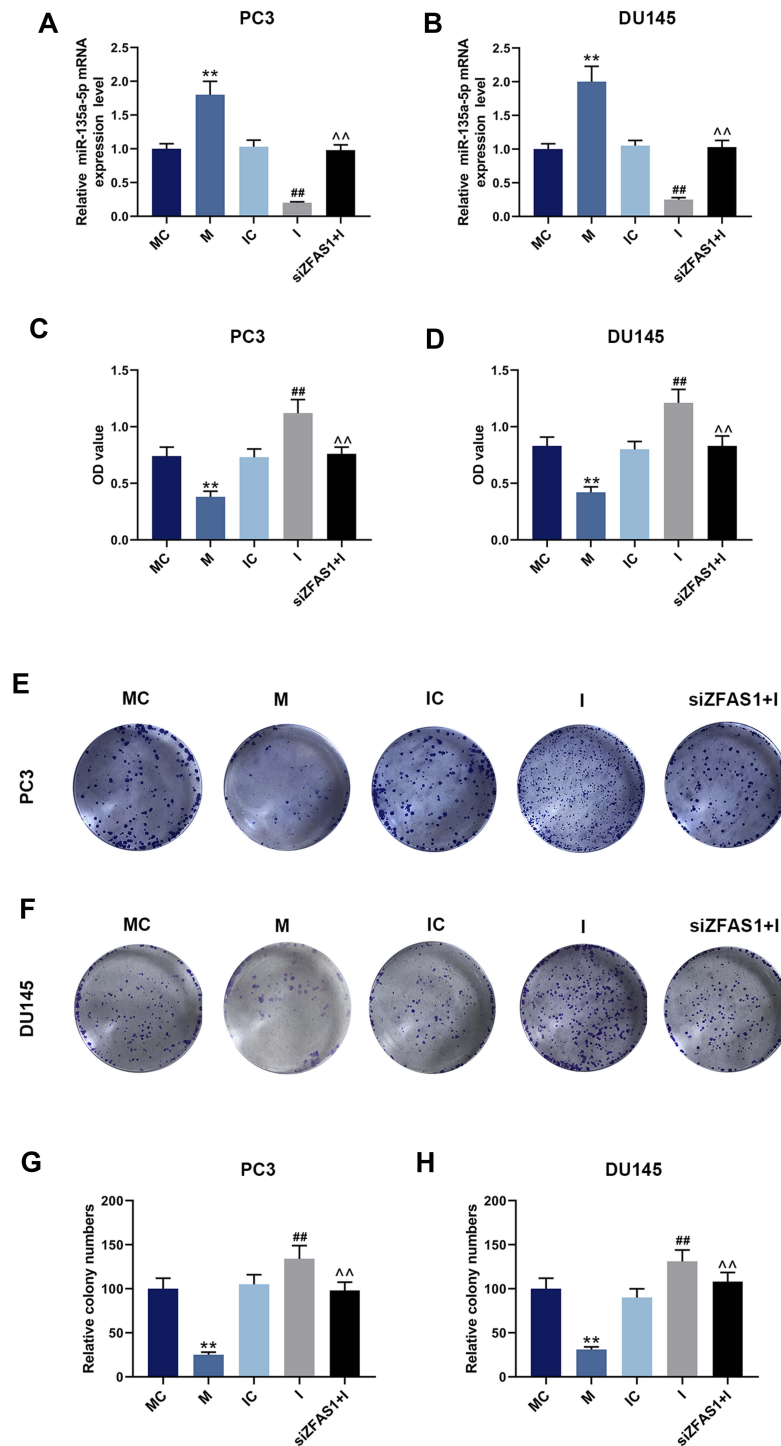 A
PC3
Relative miR-135a-5p mRNA
expression level
2.5
2.0
1.5
1.0
0.5
0.0
**
##
^^
MC
M
IC
I
siZFAS1+I
B
DU145
Relative miR-135a-5p mRNA
expression level
2.5
2.0
1.5
1.0
0.5
0.0
**
##
^^
MC
M
IC
I
siZFAS1+I
C
PC3
OD value
1.5
1.0
0.5
0.0
**
##
^^
MC
M
IC
I
siZFAS1+I
D
DU145
OD value
1.5
1.0
0.5
0.0
**
##
^^
MC
M
IC
I
siZFAS1+I
E
MC
M
IC
I
siZFAS1+I
PC3
F
MC
M
IC
I
siZFAS1+I
DU145
G
PC3
Relative colony numbers
200
150
100
50
0
**
##
^^
MC
M
IC
I
siZFAS1+I
H
DU145
Relative colony numbers
200
150
100
50
0
**
##
^^
MC
M
IC
I
siZFAS1+I